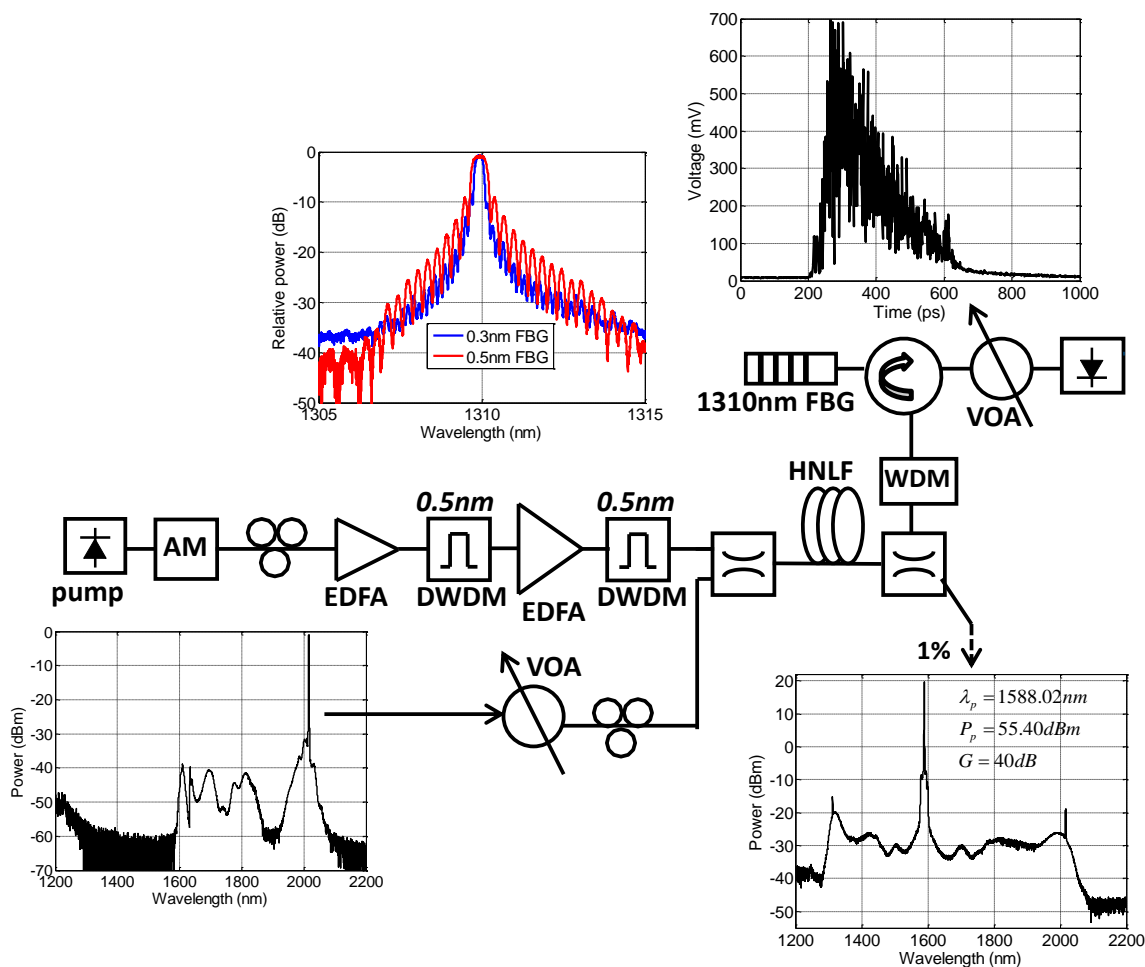 700
600
500
400
300
200
100
0
Voltage (mV)
0 200 400 600 800 1000
Time (ps)
0
-10
-20
-30
-40
-50
Relative power (dB)
0.3nm FBG
0.5nm FBG
1305 1310 1315
Wavelength (nm)
1310nm FBG
VOA
HNLF
WDM
0.5nm
0.5nm
AM
pump
EDFA
DWDM
EDFA
DWDM
1%
VOA
0
-10
-20
-30
-40
-50
-60
-70
Power (dBm)
1200 1400 1600 1800 2000 2200
Wavelength (nm)
20
10
0
-10
-20
-30
-40
-50
Power (dBm)
λp = 1588.02nm
Pp = 55.40dBm
G = 40dB
1200 1400 1600 1800 2000 2200
Wavelength (nm)